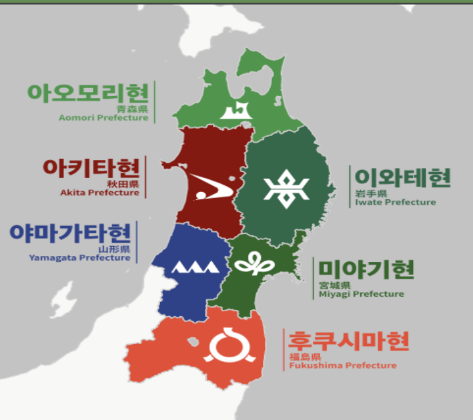 아오모리현
青森県
Aomori Prefecture
아키타현
秋田県
Akita Prefecture
이와테현
岩手県
Iwate Prefecture
야마가타현
山形県
Yamagata Prefecture
미야기현
宮城県
Miyagi Prefecture
후쿠시마현
福島県
Fukushima Prefecture